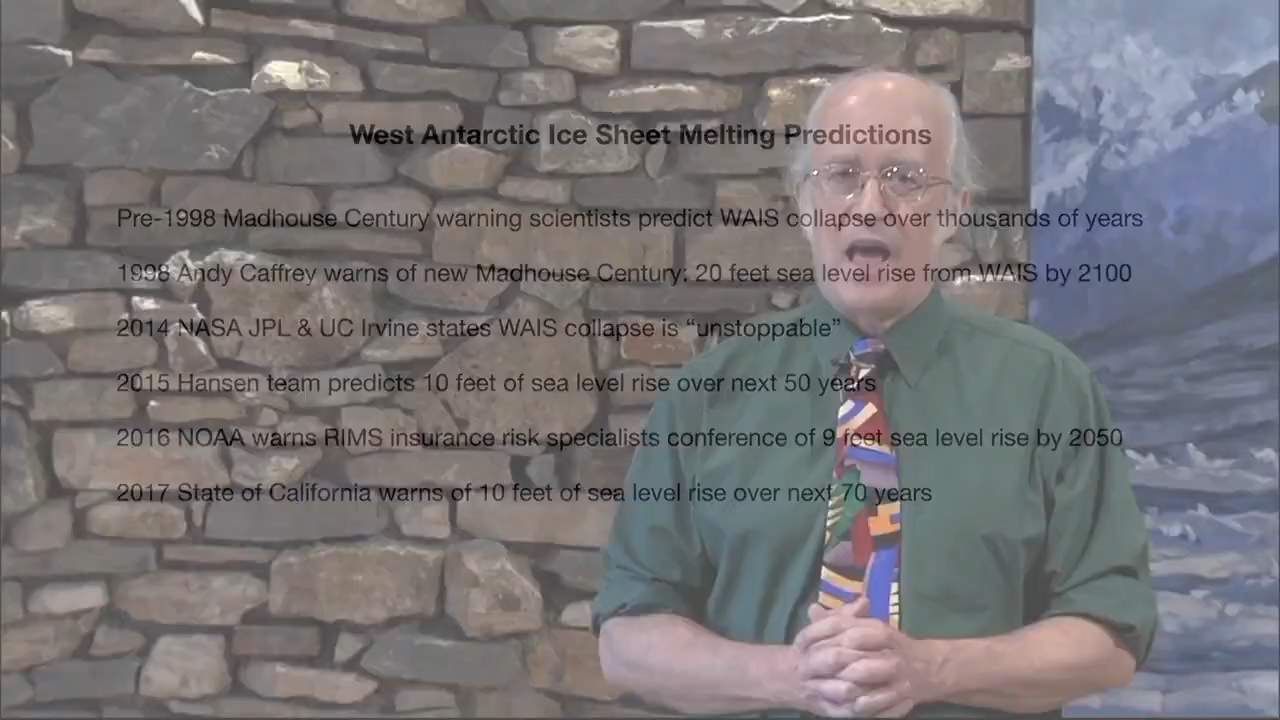 West Antarctic Ice Sheet Melting Predictions
Pre-1998 Madhouse Century warning scientists predict WAIS collapse over thousands of years
1998 Andy Caffrey warns of new Madhouse Century: 20 feet sea level rise from WAIS by 2100
2014 NASA JPL & UC Irvine states WAIS collapse is “unstoppable”
2015 Hansen team predicts 10 feet of sea level rise over next 50 years
2016 NOAA warns RIMS insurance risk specialists conference of 9 feet sea level rise by 2050
2017 State of California warns of 10 feet of sea level rise over next 70 years